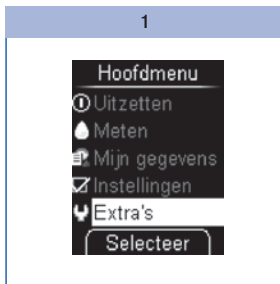 1
Hoofdmenu
Uitzetten
Meten
Mijn gegevens
Instellingen
Extra's
Selecteer